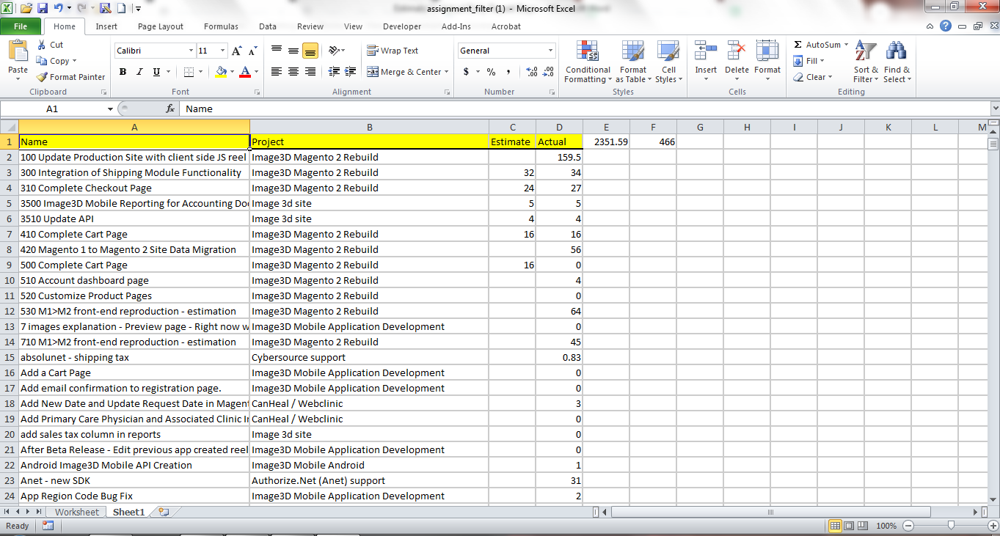 assignment_filter (1) - Microsoft Excel
File Home Insert Page Layout Formulas Data Review View Developer Add-Ins Acrobat
Paste
Cut
Copy
Format Painter
Clipboard
Calibri 11
B I U A
Font
Wrap Text
Merge & Center
Alignment
General
$ % ,
Number
Conditional Formatting
Format as Table
Cell Styles
Styles
Insert Delete Format
Cells
Σ AutoSum
Fill
Clear
Sort & Filter
Find & Select
Editing
A1 fx Name
A B C D E F G H I J K L M
1 Name Project Estimate Actual 2351.59 466
2 100 Update Production Site with client side JS reel Image3D Magento 2 Rebuild 159.5
3 300 Integration of Shipping Module Functionality Image3D Magento 2 Rebuild 32 34
4 310 Complete Checkout Page Image3D Magento 2 Rebuild 24 27
5 3500 Image3D Mobile Reporting for Accounting Do Image 3d site 5 5
6 3510 Update API Image 3d site 4 4
7 410 Complete Cart Page Image3D Magento 2 Rebuild 16 16
8 420 Magento 1 to Magento 2 Site Data Migration Image3D Magento 2 Rebuild 56
9 500 Complete Cart Page Image3D Magento 2 Rebuild 16 0
10 510 Account dashboard page Image3D Magento 2 Rebuild 4
11 520 Customize Product Pages Image3D Magento 2 Rebuild 0
12 530 M1>M2 front-end reproduction - estimation Image3D Magento 2 Rebuild 64
13 7 images explanation - Preview page - Right now w Image3D Mobile Application Development 0
14 710 M1>M2 front-end reproduction - estimation Image3D Magento 2 Rebuild 45
15 absolunet - shipping tax Cybersource support 0.83
16 Add a Cart Page Image3D Mobile Application Development 0
17 Add email confirmation to registration page. Image3D Mobile Application Development 0
18 Add New Date and Update Request Date in Magent CanHeal / Webclinic 3
19 Add Primary Care Physician and Associated Clinic I CanHeal / Webclinic 0
20 add sales tax column in reports Image 3d site 0
21 After Beta Release - Edit previous app created reel Image3D Mobile Application Development 0
22 Android Image3D Mobile API Creation Image3D Mobile Android 1
23 Anet - new SDK Authorize.Net (Anet) support 31
24 App Region Code Bug Fix Image3D Mobile Application Development 2
Worksheet Sheet1
Ready 100%